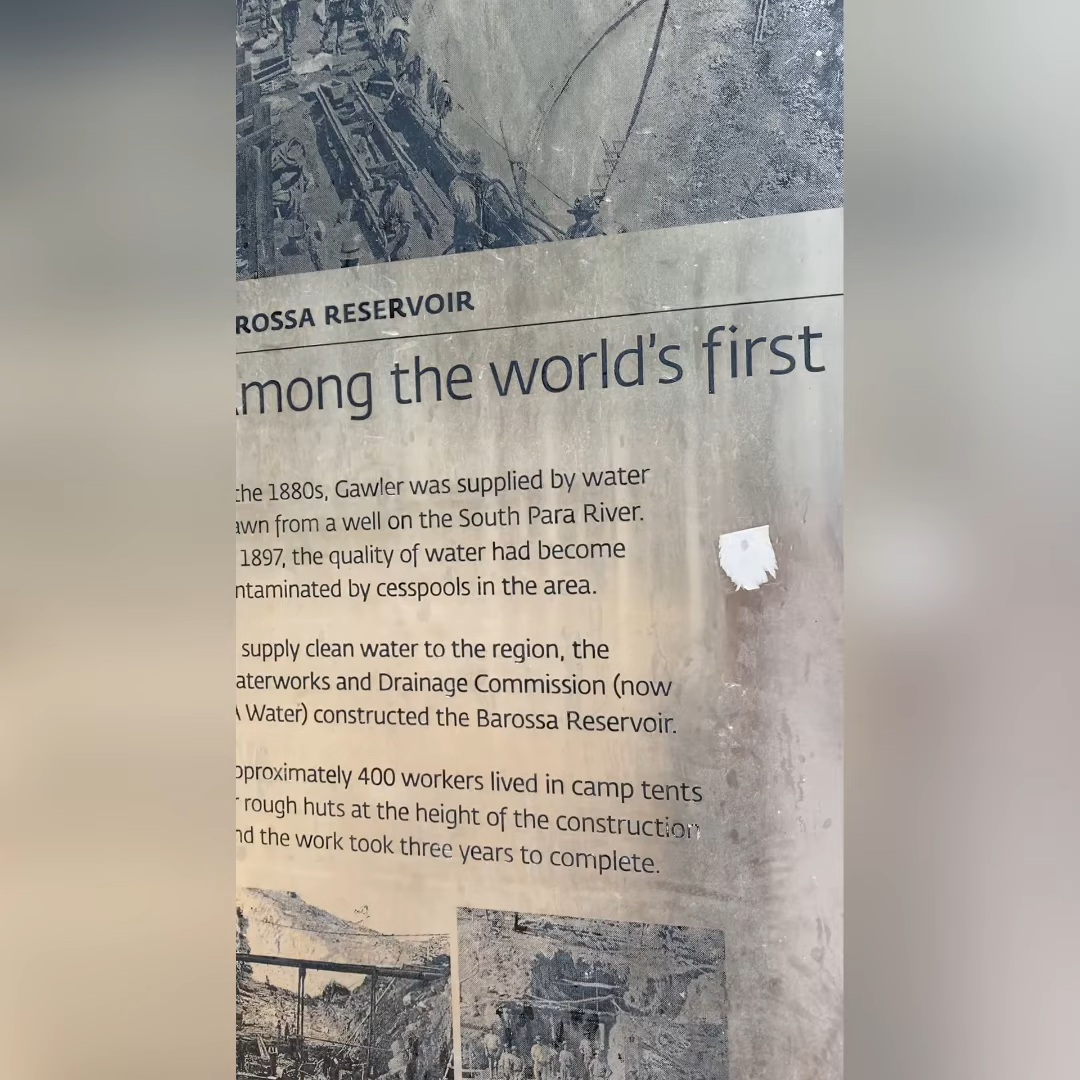 ROSSA RESERVOIR
mong the world's first
the 1880s, Gawler was supplied by water
awn from a well on the South Para River.
1897, the quality of water had become
ntaminated by cesspools in the area.
supply clean water to the region, the
aterworks and Drainage Commission (now
Water) constructed the Barossa Reservoir.
pproximately 400 workers lived in camp tents
r rough huts at the height of the construction
nd the work took three years to complete.